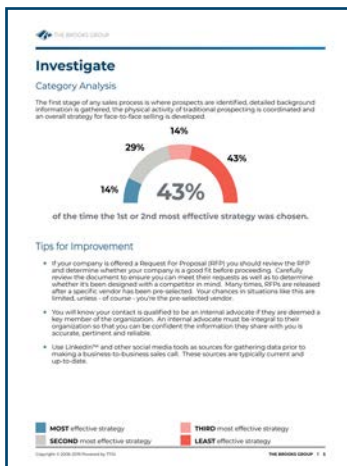 THE BROOKS GROUP
Investigate
Category Analysis
The first stage of any sales process is where prospects are identified, detailed background
information is gathered, the physical activity of traditional prospecting is coordinated and
an overall strategy for face-to-face selling is developed.
14%
29%
43%
14%
43%
of the time the 1st or 2nd most effective strategy was chosen.
Tips for Improvement
If your company is offered a Request For Proposal (RFP) you should review the RFP
and determine whether your company is a good fit before proceeding. Carefully
review the document to ensure you can meet their requests as well as to determine
whether it's been designed with a competitor in mind. Many times, RFPs are released
after a specific vendor has been pre-selected. Your chances in situations like this are
limited, unless - of course - you're the pre-selected vendor.
You will know your contact is qualified to be an internal advocate if they are deemed a
key member of the organization. An internal advocate must be integral to their
organization so that you can be confident the information they share with you is
accurate, pertinent and reliable.
Use LinkedIn™ and other social media tools as sources for gathering data prior to
making a business-to-business sales call. These sources are typically current and
up-to-date.
MOST effective strategy
THIRD most effective strategy
SECOND most effective strategy
LEAST effective strategy
Copyright © 2006-2019 Powered by TTISI
THE BROOKS GROUP | 5